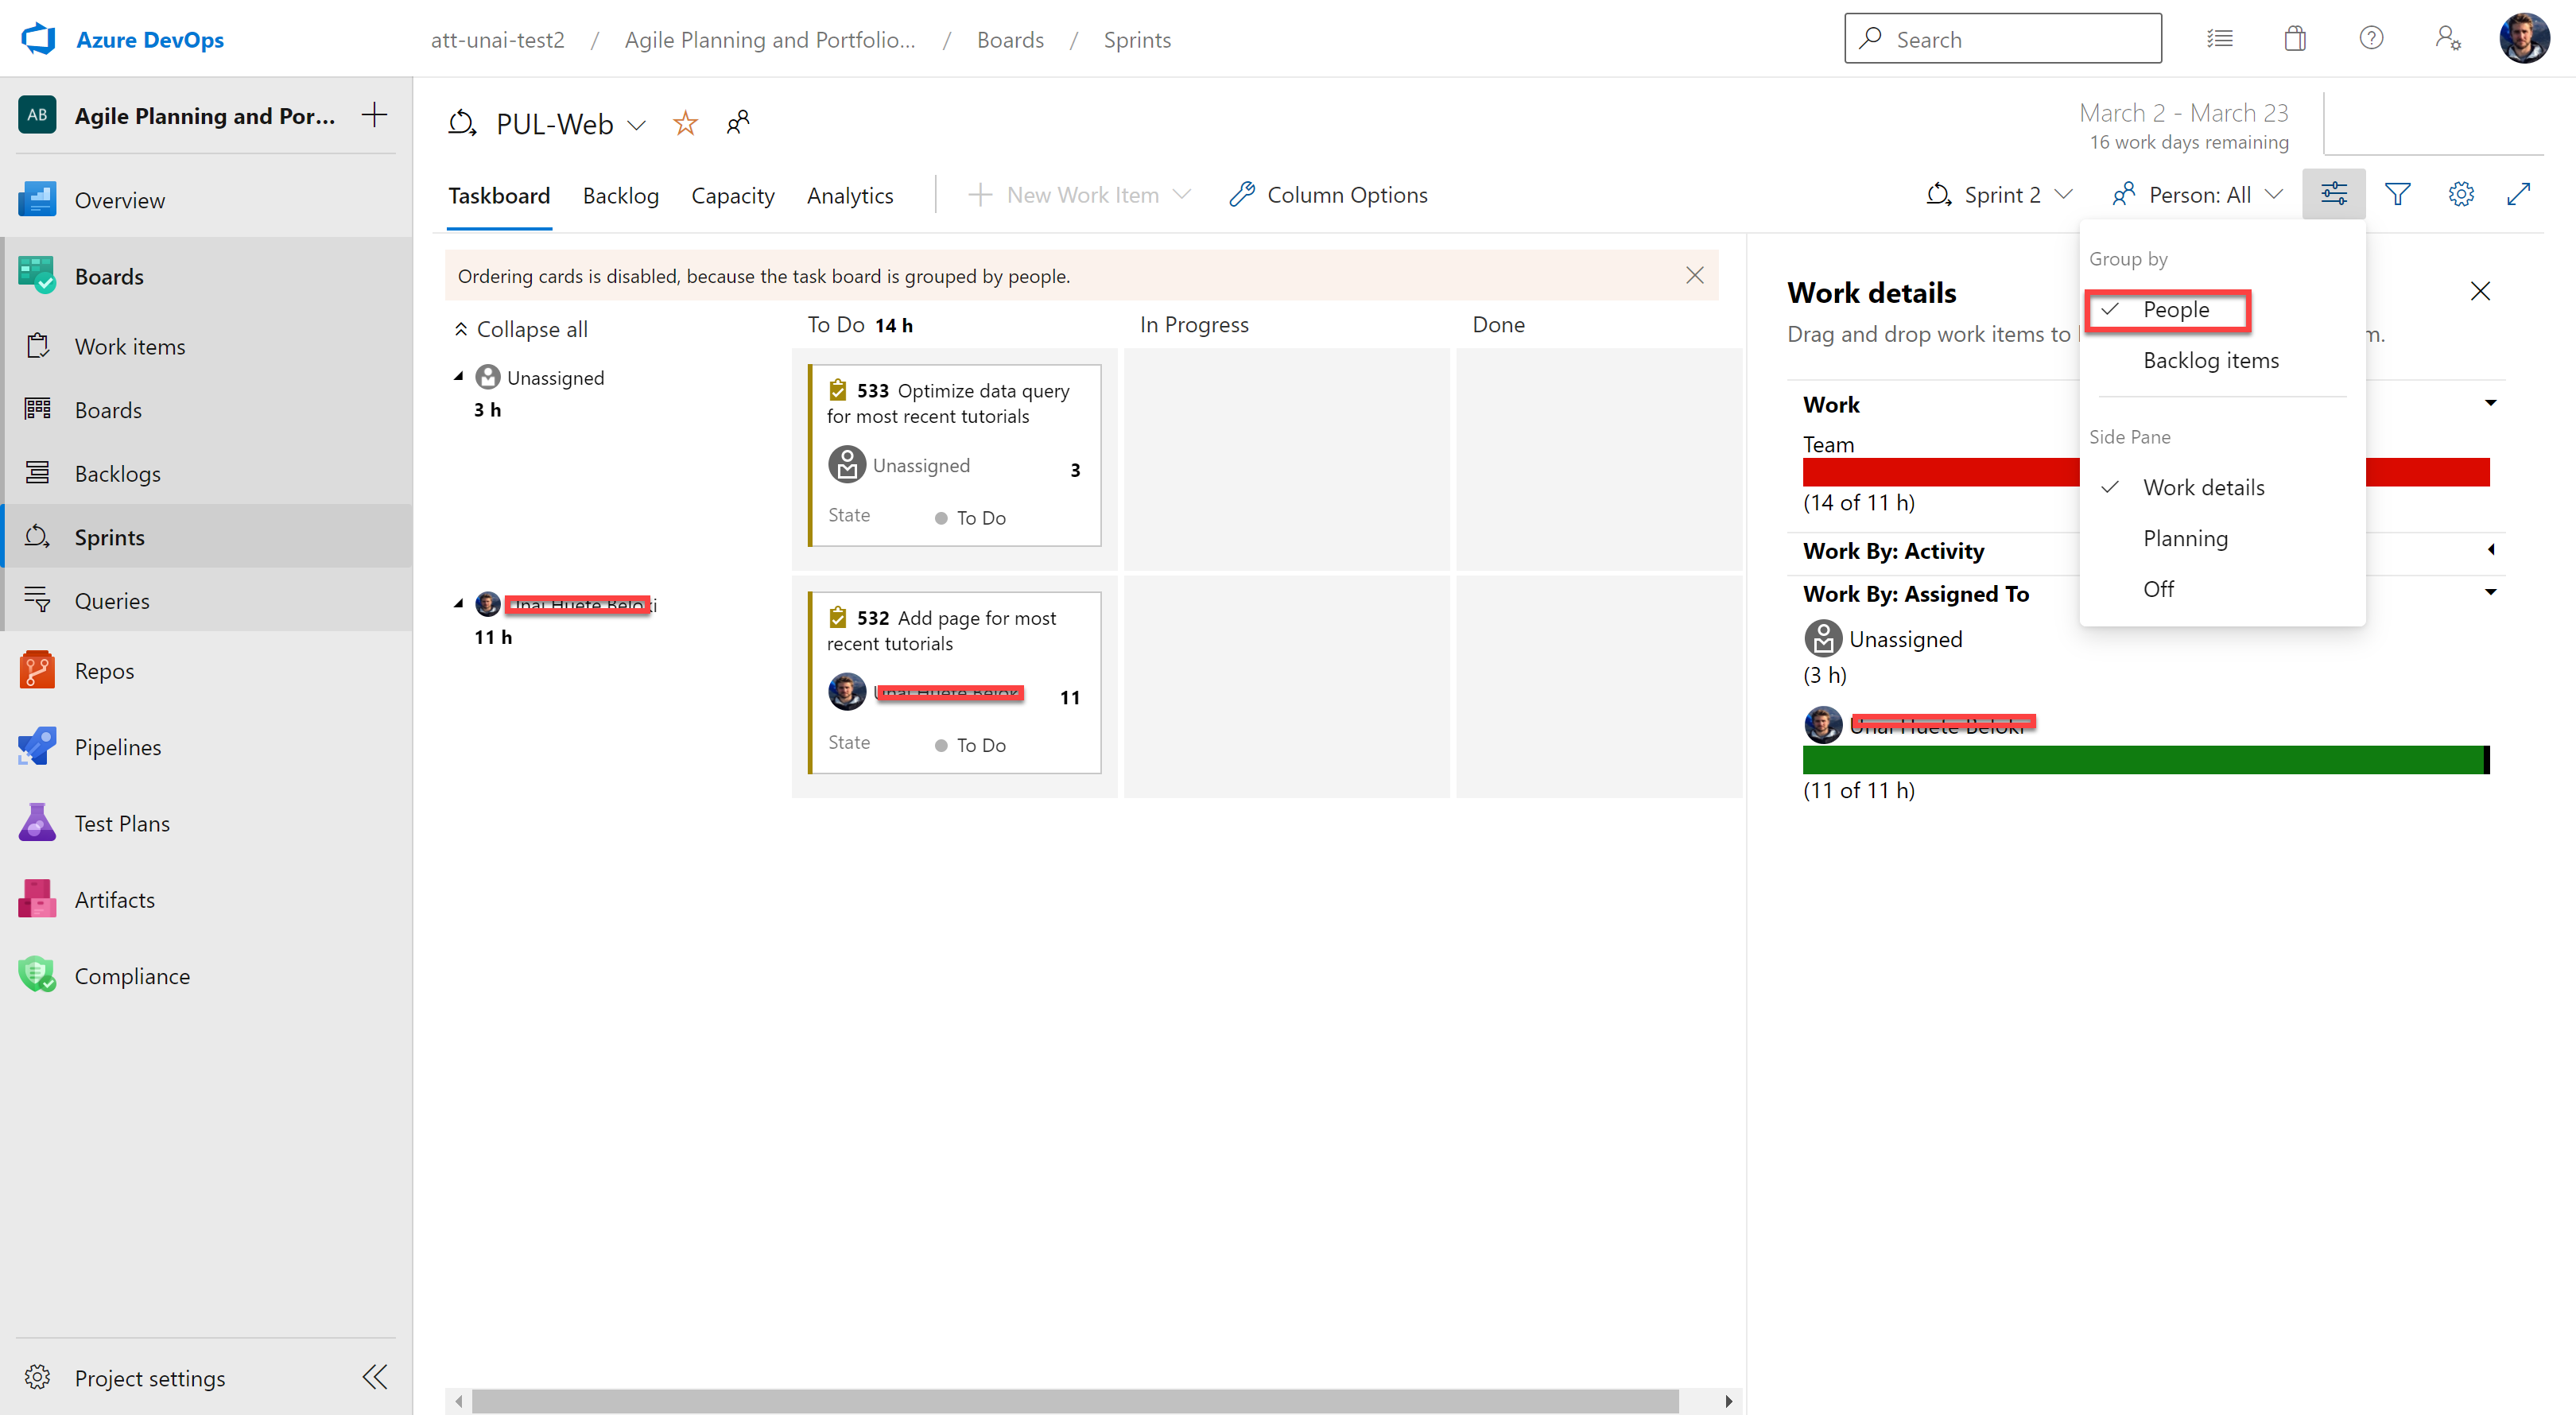 Azure DevOps
att-unai-test2 / Agile Planning and Portfolio... / Boards / Sprints
Search
AB Agile Planning and Por...
Overview
Boards
Work items
Boards
Backlogs
Sprints
Queries
Repos
Pipelines
Test Plans
Artifacts
Compliance
Project settings
PUL-Web
March 2 - March 23
16 work days remaining
Taskboard Backlog Capacity Analytics New Work Item Column Options
Sprint 2 Person: All
Ordering cards is disabled, because the task board is grouped by people.
Collapse all
To Do 14 h
In Progress
Done
Unassigned
3 h
533 Optimize data query
for most recent tutorials
Unassigned 3
State To Do
11 h
532 Add page for most
recent tutorials
11
State To Do
Work details
Drag and drop work items to
m.
Work
Team
(14 of 11 h)
Work By: Activity
Work By: Assigned To
Unassigned
(3 h)
(11 of 11 h)
Group by
People
Backlog items
Side Pane
Work details
Planning
Off